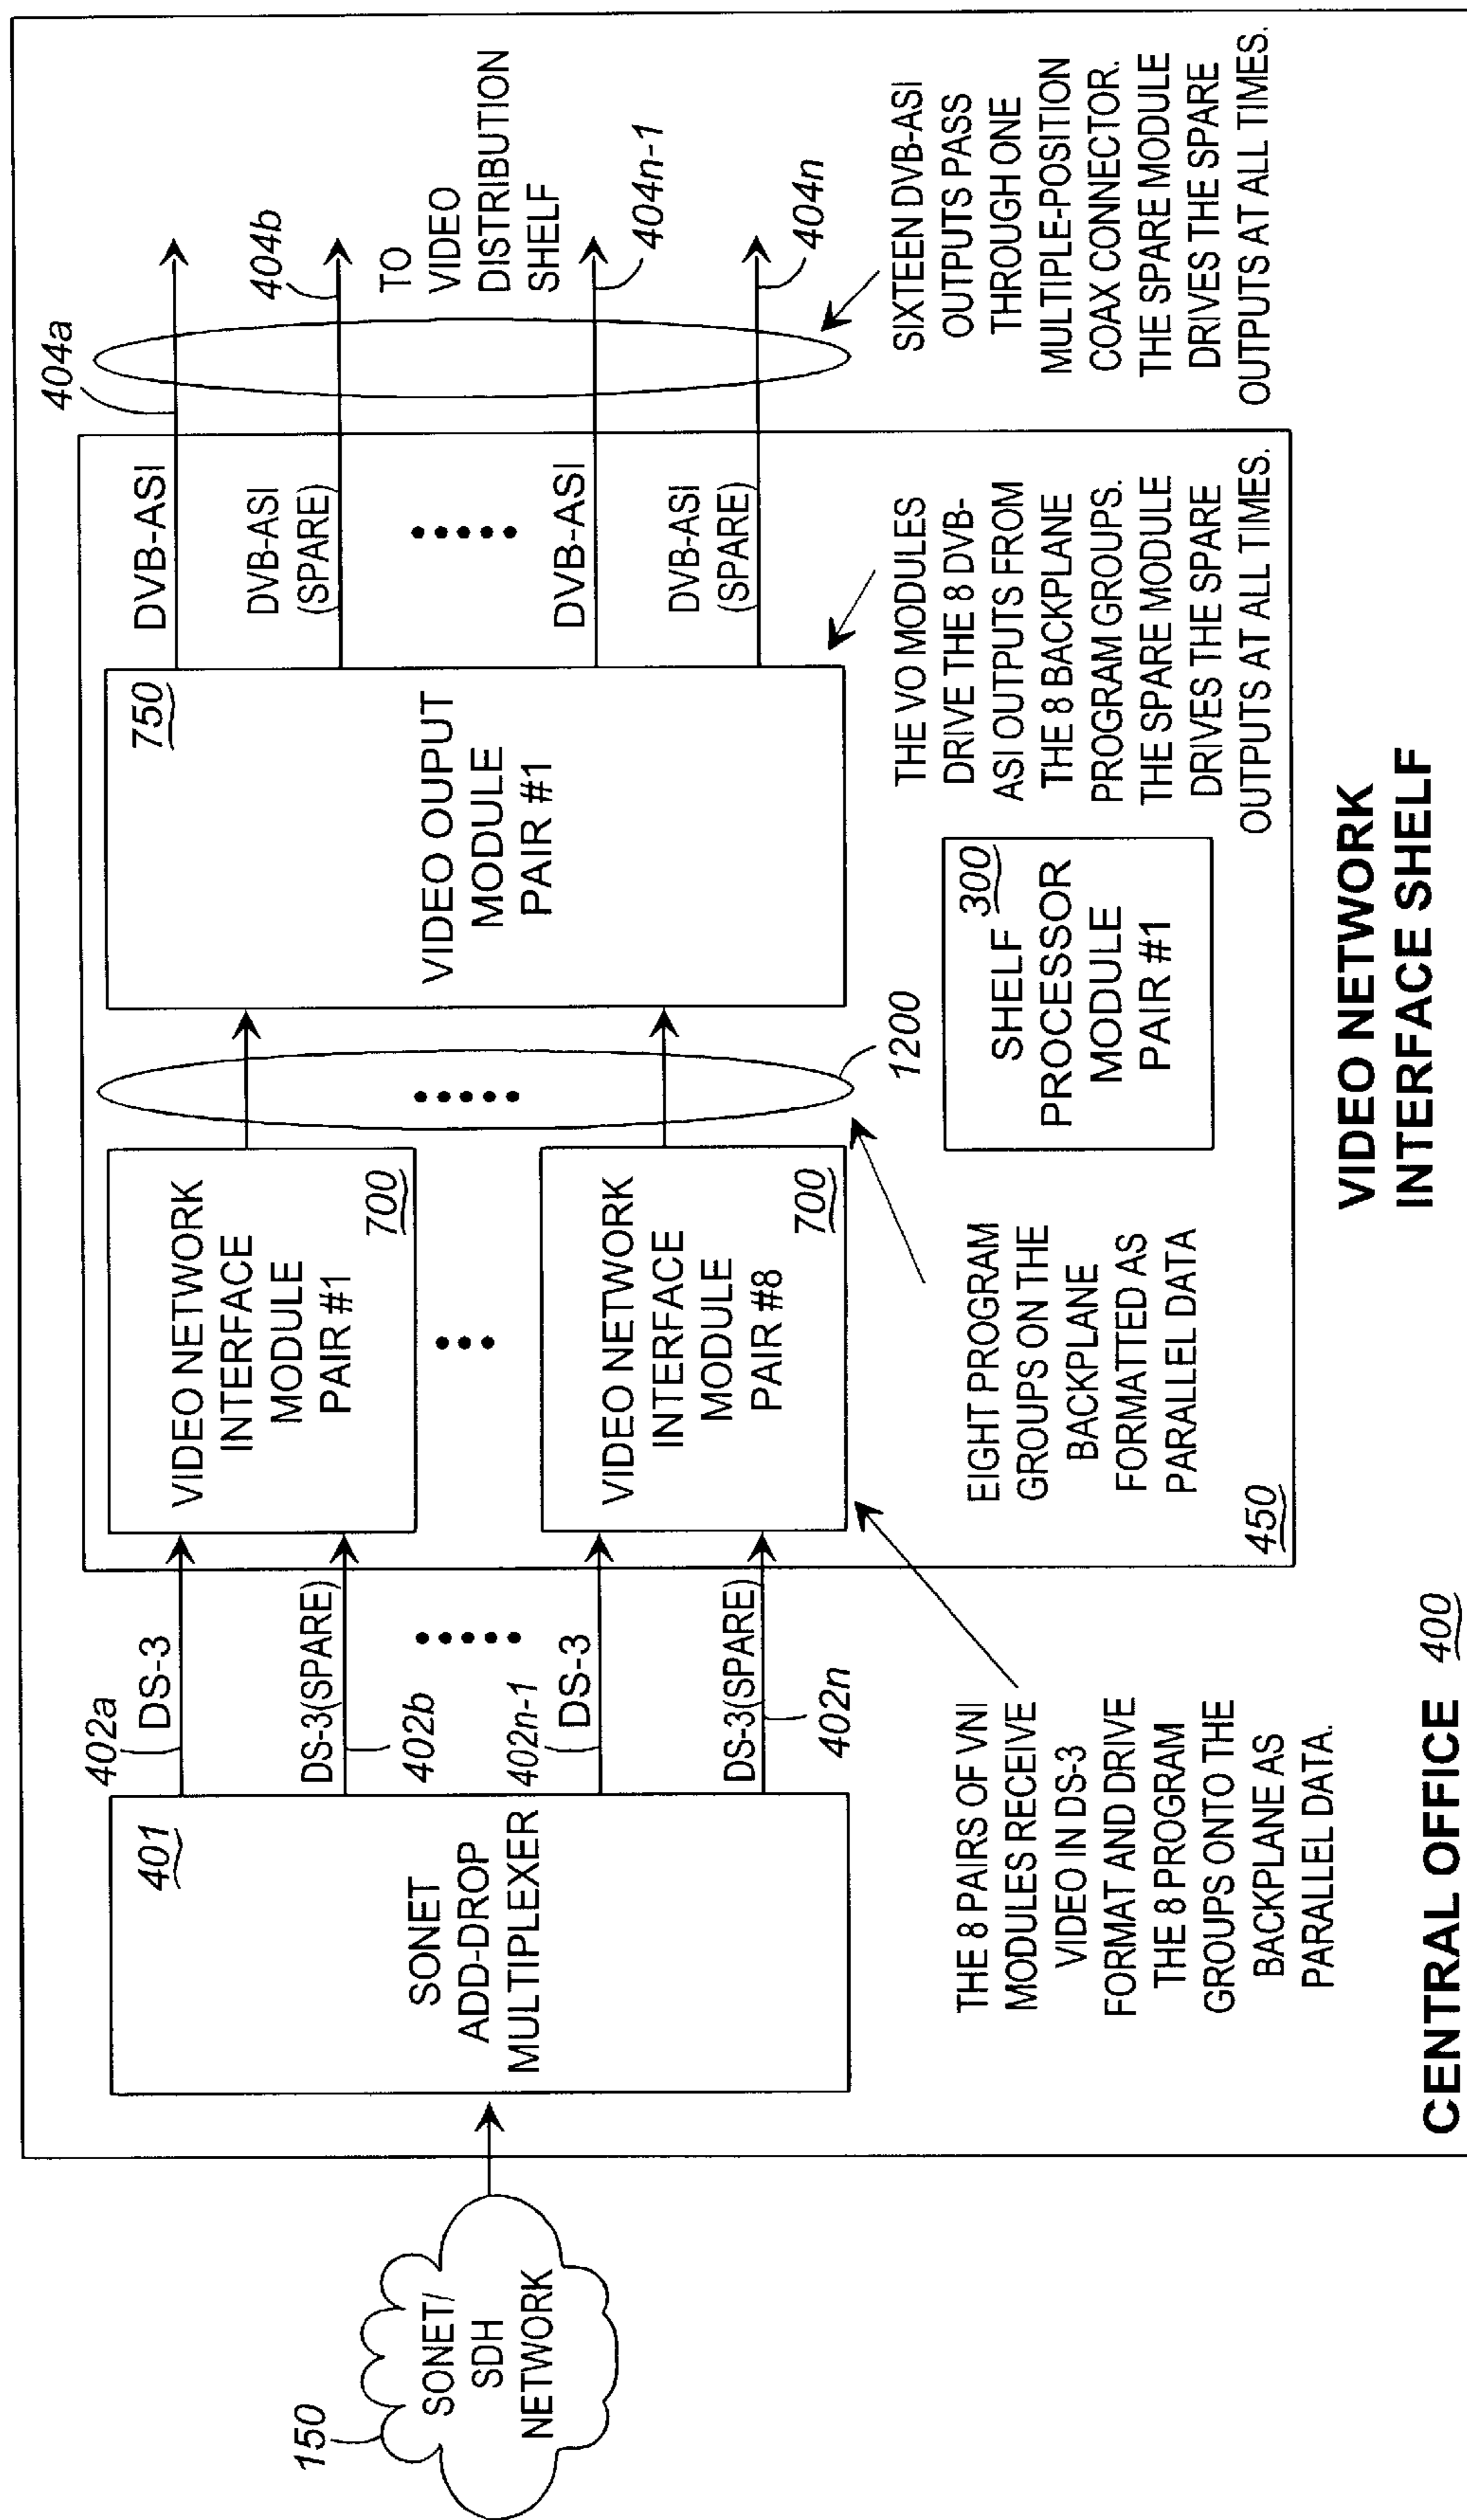 150
SONET/
SDH
NETWORK
401
SONET
ADD-DROP
MULTIPLEXER
402a
DS-3
DS-3(SPARE)
402b
402n-1
DS-3
DS-3(SPARE)
402n
THE 8 PAIRS OF VNI
MODULES RECEIVE
VIDEO IN DS-3
FORMAT AND DRIVE
THE 8 PROGRAM
GROUPS ONTO THE
BACKPLANE AS
PARALLEL DATA.
VIDEO NETWORK
INTERFACE
MODULE
PAIR #1
700
VIDEO NETWORK
INTERFACE
MODULE
PAIR #8
700
EIGHT PROGRAM
GROUPS ON THE
BACKPLANE
FORMATTED AS
PARALLEL DATA
450
1200
750
VIDEO OUPUT
MODULE
PAIR #1
300
SHELF
PROCESSOR
MODULE
PAIR #1
DVB-ASI
DVB-ASI
(SPARE)
DVB-ASI
DVB-ASI
(SPARE)
THE VO MODULES
DRIVE THE 8 DVB-
ASI OUTPUTS FROM
THE 8 BACKPLANE
PROGRAM GROUPS.
THE SPARE MODULE
DRIVES THE SPARE
OUTPUTS AT ALL TIMES.
404a
404b
TO
VIDEO
DISTRIBUTION
SHELF
404n-1
404n
SIXTEEN DVB-ASI
OUTPUTS PASS
THROUGH ONE
MULTIPLE-POSITION
COAX CONNECTOR.
THE SPARE MODULE
DRIVES THE SPARE
OUTPUTS AT ALL TIMES.
VIDEO NETWORK
INTERFACE SHELF
CENTRAL OFFICE 400